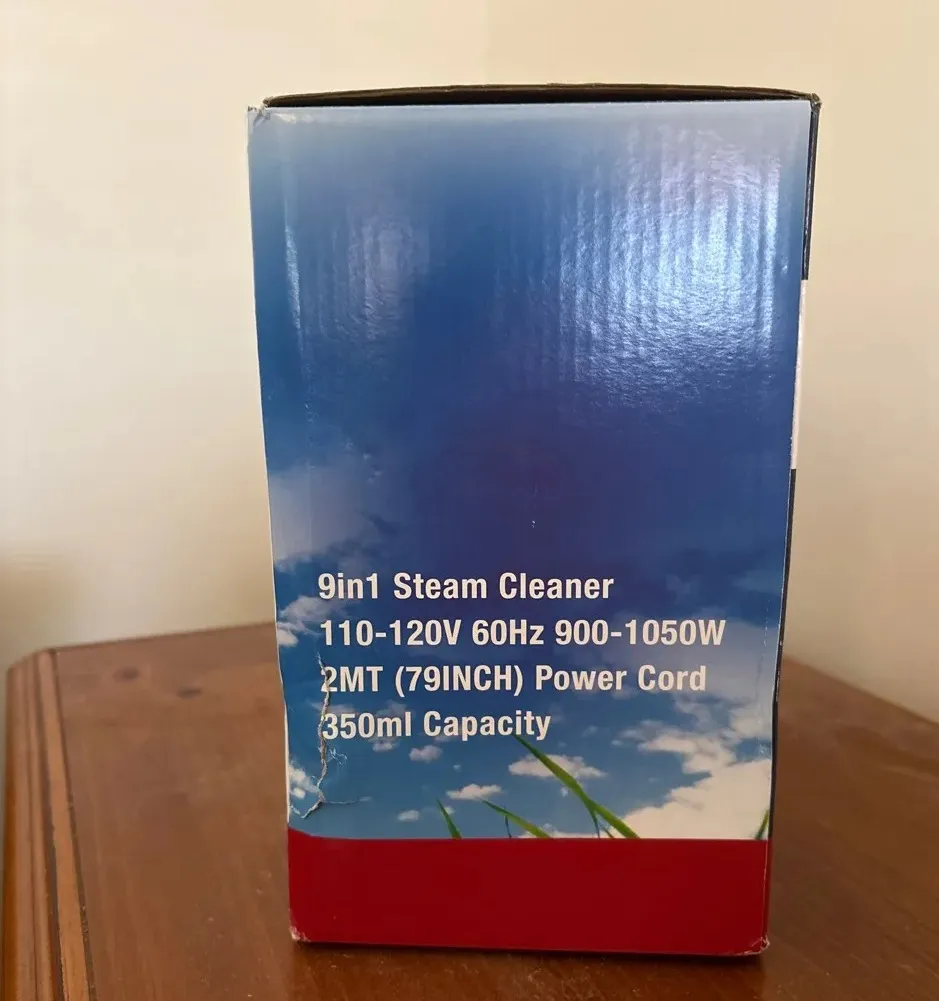 9in1 Steam Cleaner
110-120V 60Hz 900-1050W
2MT (79INCH) Power Cord
350ml Capacity